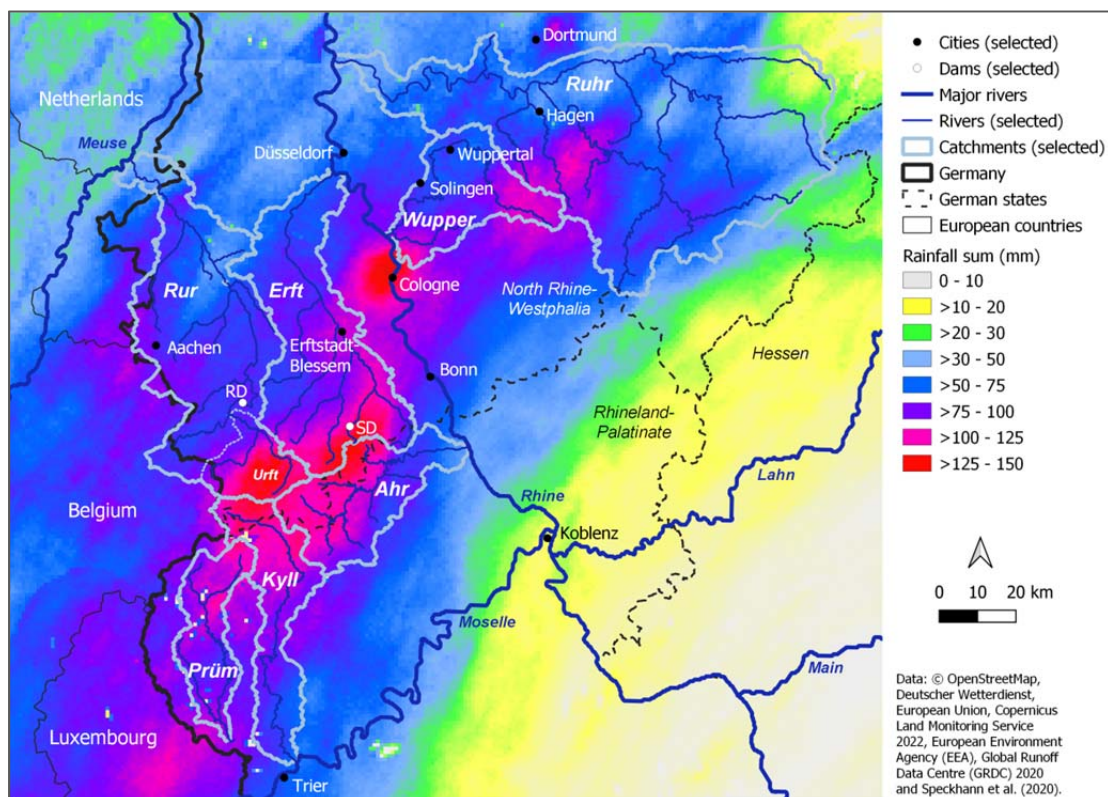 Dortmund
Ruhr
Netherlands
Hagen
Meuse
Düsseldorf
Wuppertal
Solingen
Wupper
Cologne
Rur
Erft
North Rhine-
Westphalia
Aachen
Erftstadt-
Blessem
Hessen
Bonn
RD
Rhineland-
Palatinate
SD
Urft
Ahr
Lahn
Belgium
Rhine
Koblenz
Kyll
Moselle
Prüm
Main
Luxembourg
Trier
Cities (selected)
Dams (selected)
Major rivers
Rivers (selected)
Catchments (selected)
Germany
German states
European countries
Rainfall sum (mm)
0 - 10
>10 - 20
>20 - 30
>30 - 50
>50 - 75
>75 - 100
>100 - 125
>125 - 150
0 10 20 km
Data: © OpenStreetMap,
Deutscher Wetterdienst,
European Union, Copernicus
Land Monitoring Service
2022, European Environment
Agency (EEA), Global Runoff
Data Centre (GRDC) 2020
and Speckhann et al. (2020).